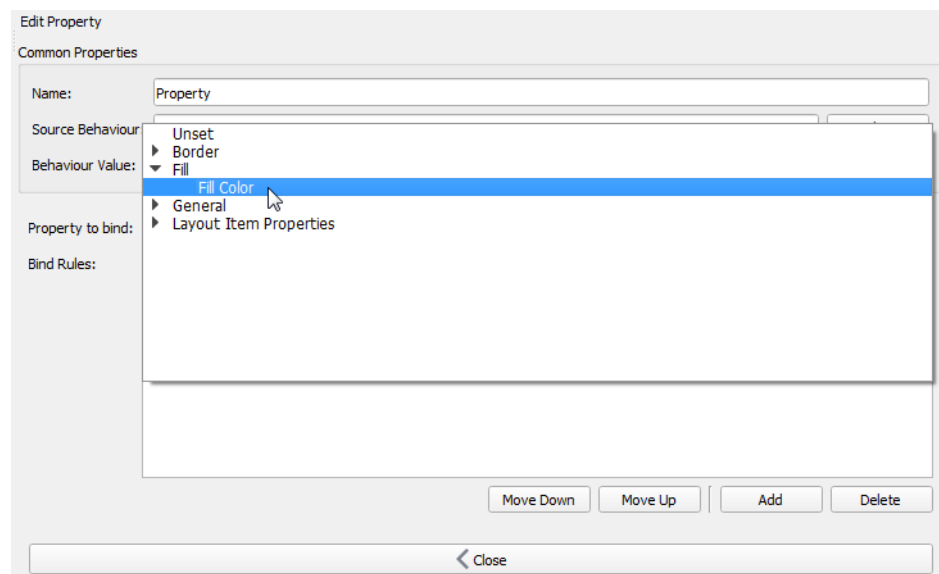 Edit Property
Common Properties
Name: Property
Source Behaviour:
Unset
Border
Behaviour Value:
Fill
Fill Color
General
Property to bind:
Layout Item Properties
Bind Rules:
Move Down Move Up Add Delete
Close